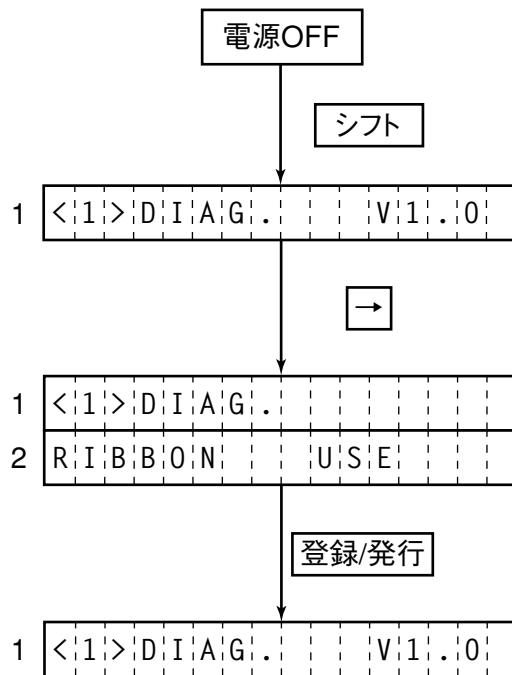 電源OFF
シフト
1 <1>DIAG.   V1.0
→
1 <1>DIAG.
2 RIBBON   USE
登録/発行
1 <1>DIAG.   V1.0